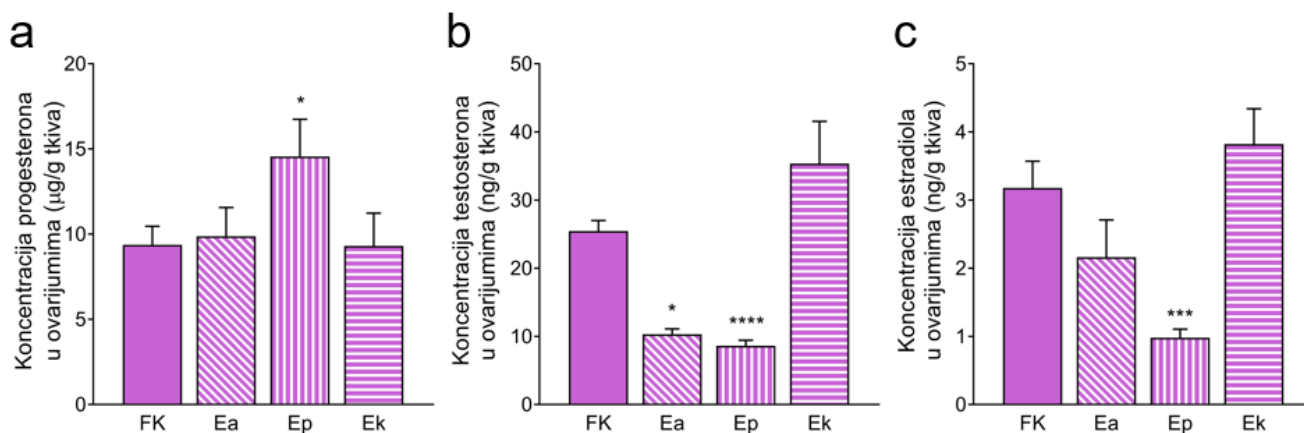 a
Koncentracija progesterona
u ovarijumima (µg/g tkiva)
20
15
10
5
0
*
FK Ea Ep Ek
b
Koncentracija testosterona
u ovarijumima (ng/g tkiva)
50
40
30
20
10
0
*
****
FK Ea Ep Ek
c
Koncentracija estradiola
u ovarijumima (ng/g tkiva)
5
4
3
2
1
0
***
FK Ea Ep Ek